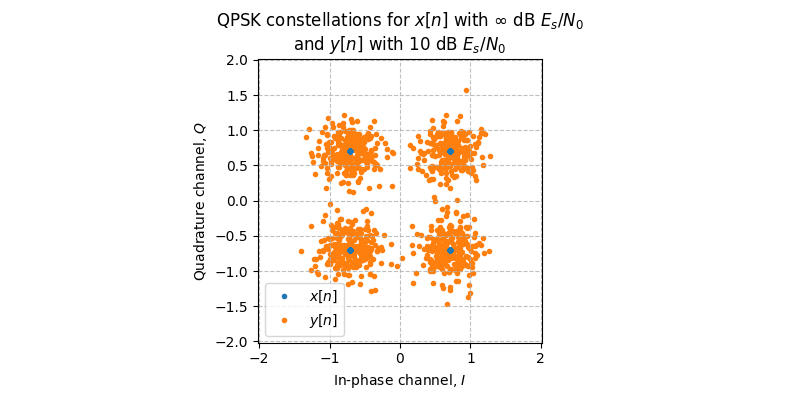 QPSK constellations for x[n] with ∞ dB Es/N0
and y[n] with 10 dB Es/N0
2.0
1.5
1.0
0.5
0.0
−0.5
−1.0
−1.5
−2.0
Quadrature channel, Q
x[n]
y[n]
−2
−1
0
1
2
In-phase channel, I